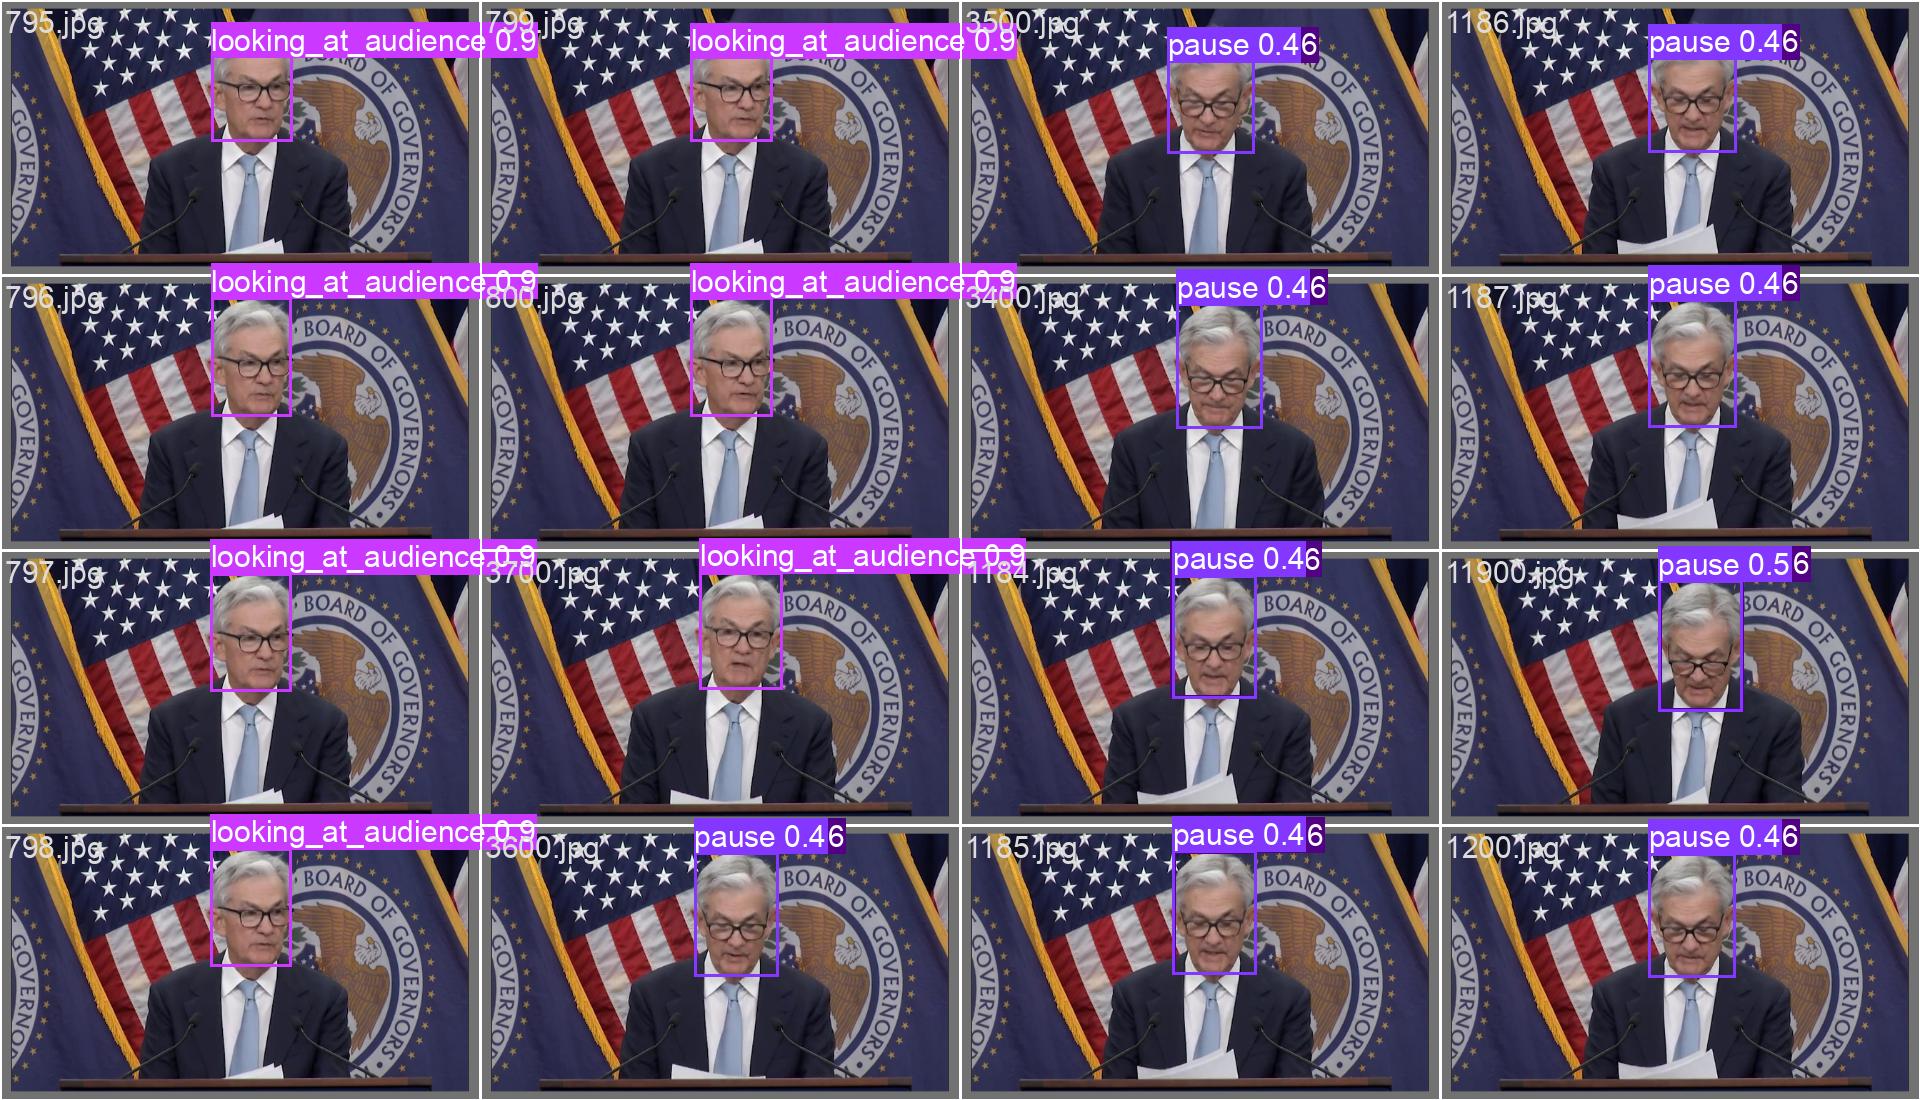 795.jpg
looking_at_audience 0.9
BOARD OF GOVERNORS
799.jpg
looking_at_audience 0.9
BOARD OF GOVERNORS
3500.jpg
pause 0.46
GOVERNORS
1186.jpg
pause 0.46
GOVERNORS
796.jpg
looking_at_audience 0.9
BOARD OF GOVERNORS
800.jpg
looking_at_audience 0.9
BOARD OF GOVERNORS
3400.jpg
pause 0.46
BOARD OF GOVERNORS
1187.jpg
pause 0.46
BOARD OF GOVERNORS
797.jpg
looking_at_audience 0.9
BOARD OF GOVERNORS
3700.jpg
looking_at_audience 0.9
BOARD OF GOVERNORS
1184.jpg
pause 0.46
BOARD OF GOVERNORS
11900.jpg
pause 0.56
BOARD OF GOVERNORS
798.jpg
looking_at_audience 0.9
BOARD OF GOVERNORS
3600.jpg
pause 0.46
BOARD OF GOVERNORS
1185.jpg
pause 0.46
BOARD OF GOVERNORS
1200.jpg
pause 0.46
BOARD OF GOVERNORS